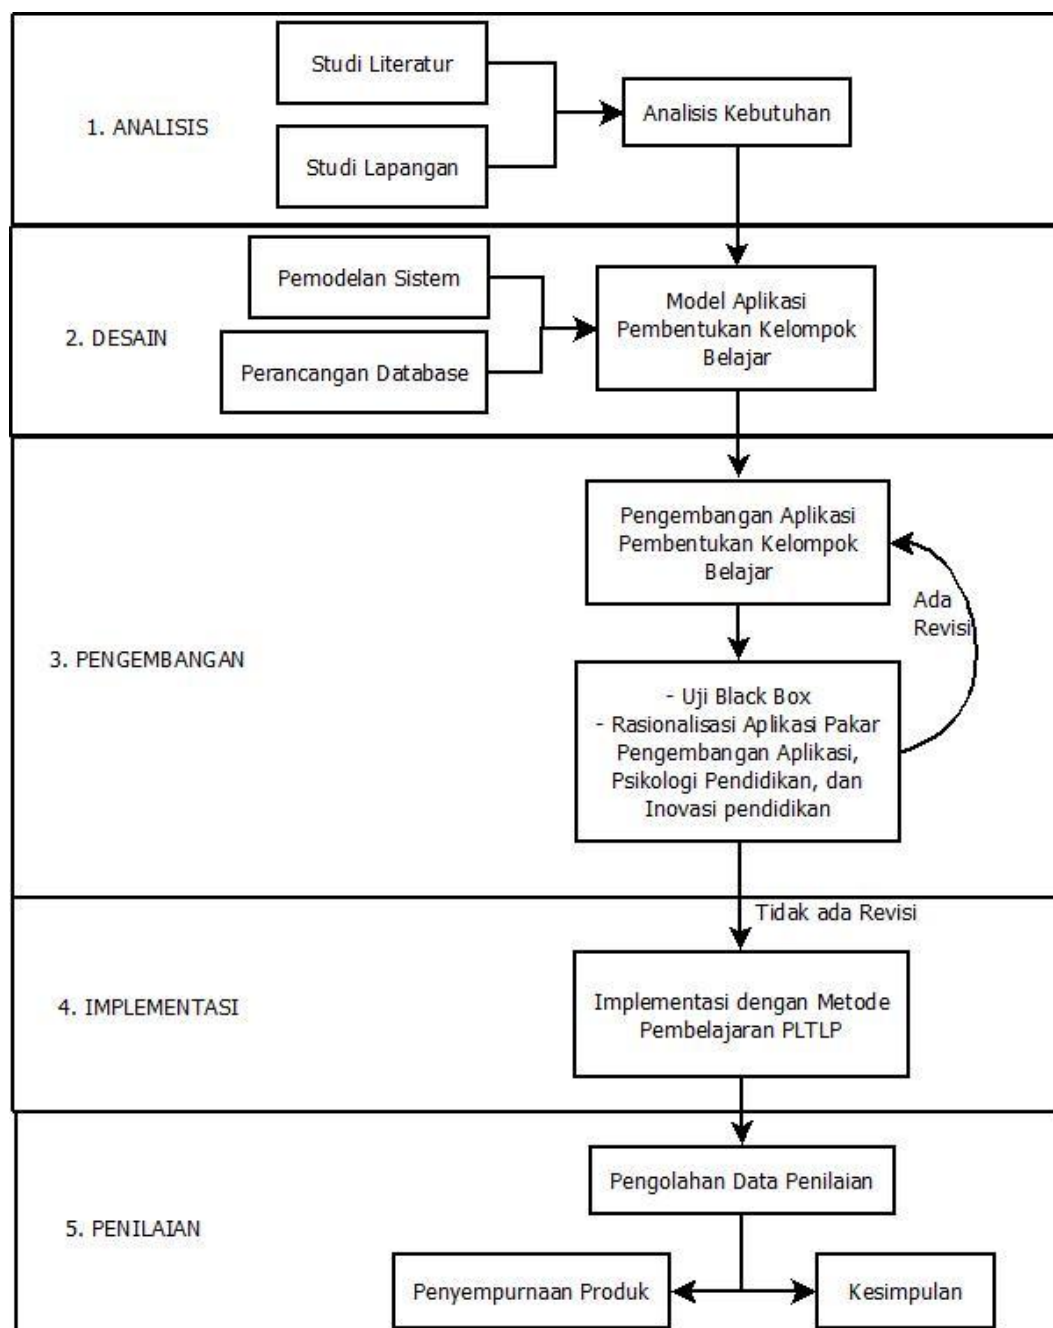 Studi Literatur
1. ANALISIS
Analisis Kebutuhan
Studi Lapangan
Pemodelan Sistem
2. DESAIN
Model Aplikasi
Pembentukan Kelompok
Belajar
Perancangan Database
Pengembangan Aplikasi
Pembentukan Kelompok
Belajar
Ada
Revisi
3. PENGEMBANGAN
- Uji Black Box
- Rasionalisasi Aplikasi Pakar
Pengembangan Aplikasi,
Psikologi Pendidikan, dan
Inovasi pendidikan
Tidak ada Revisi
4. IMPLEMENTASI
Implementasi dengan Metode
Pembelajaran PLTLP
Pengolahan Data Penilaian
5. PENILAIAN
Penyempurnaan Produk
Kesimpulan